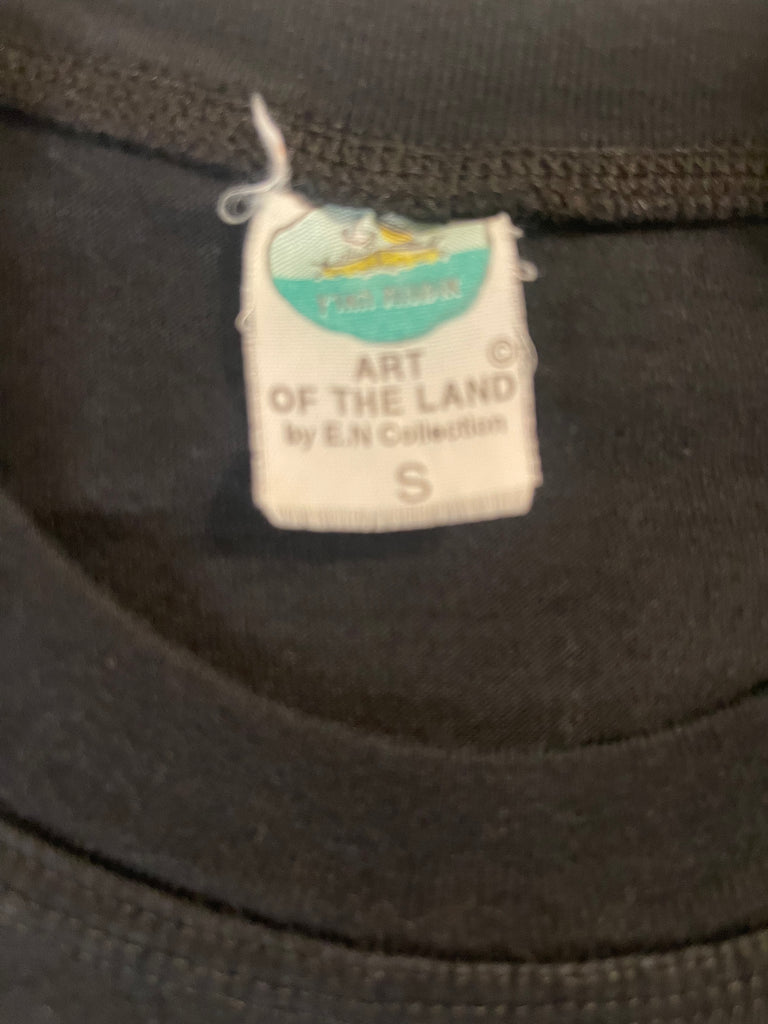 ART ©
OF THE LAND
by E.N Collection
S